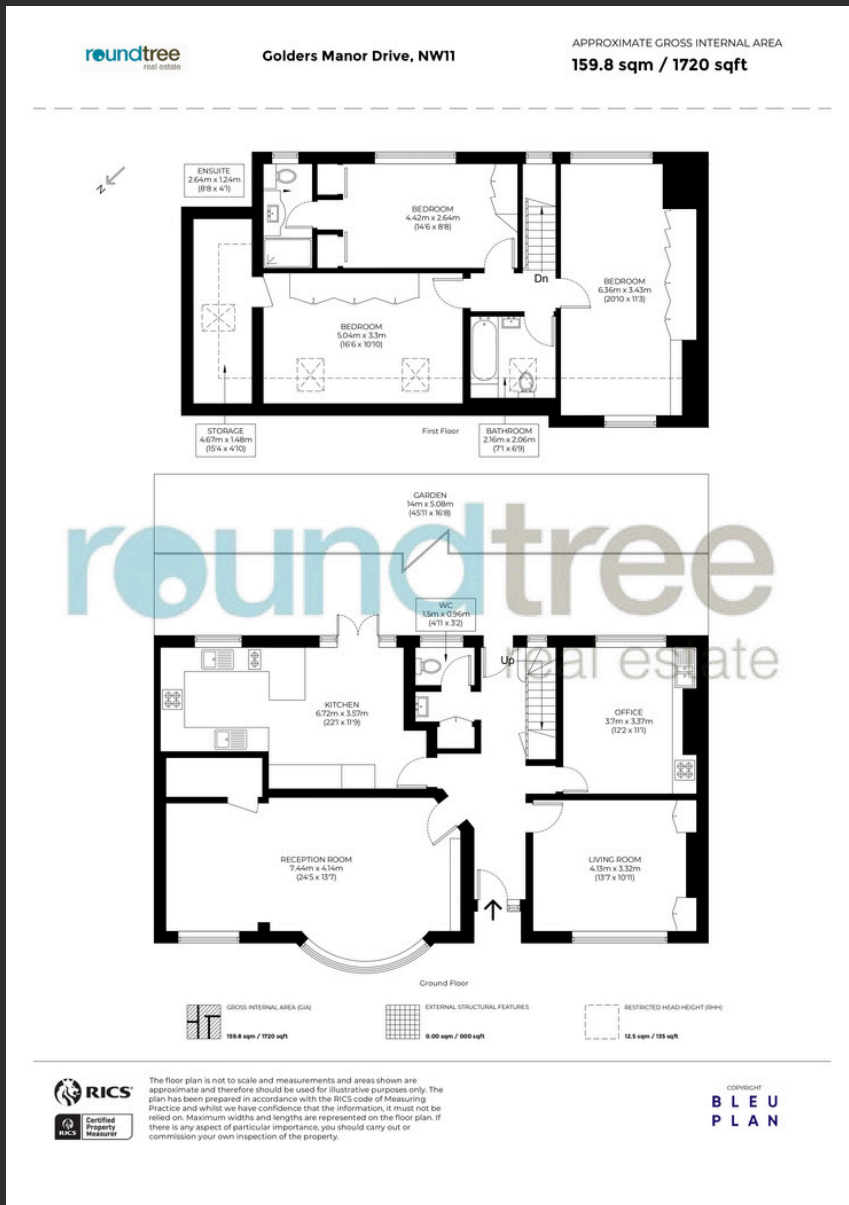 roundtree
real estate
Golders Manor Drive, NW11
APPROXIMATE GROSS INTERNAL AREA
159.8 sqm / 1720 sqft
N
ENSUITE
2.64m x 1.24m
(8'8 x 4'1)
BEDROOM
4.42m x 2.64m
(14'6 x 8'8)
Dn
BEDROOM
6.36m x 3.43m
(20'10 x 11'3)
BEDROOM
5.04m x 3.3m
(16'6 x 10'10)
STORAGE
4.67m x 1.48m
(15'4 x 4'10)
First Floor
BATHROOM
2.16m x 2.06m
(7'1 x 6'9)
GARDEN
14m x 5.08m
(45'11 x 16'8)
roundtree
real estate
WC
1.5m x 0.96m
(4'11 x 3'2)
Up
KITCHEN
6.72m x 3.57m
(22'1 x 11'9)
OFFICE
3.7m x 3.37m
(12'2 x 11'1)
RECEPTION ROOM
7.44m x 4.14m
(24'5 x 13'7)
LIVING ROOM
4.13m x 3.32m
(13'7 x 10'11)
Ground Floor
GROSS INTERNAL AREA (GIA)
159.8 sqm / 1720 sqft
EXTERNAL STRUCTURAL FEATURES
0.00 sqm / 000 sqft
RESTRICTED HEAD HEIGHT (RHH)
12.5 sqm / 135 sqft
RICS
RICS
Certified
Property
Measurer
The floor plan is not to scale and measurements and areas shown are
approximate and therefore should be used for illustrative purposes only. The
plan has been prepared in accordance with the RICS code of Measuring
Practice and whilst we have confidence that the information, it must not be
relied on. Maximum widths and lengths are represented on the floor plan. If
there is any aspect of particular importance, you should carry out or
commission your own inspection of the property.
COPYRIGHT
BLEU
PLAN